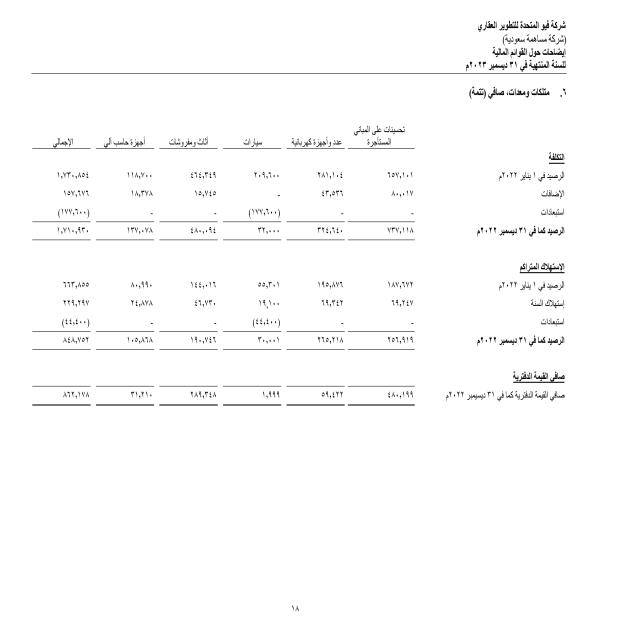 شركة فيو المتحدة للتطوير العقاري
(شركة مساهمة سعودية)
إيضاحات حول القوائم المالية
للسنة المنتهية في ٣١ ديسمبر ٢٠٢٣م
٦. ممتلكات ومعدات، صافي (تتمة)
تحسينات على المباني المستأجرة عدد وأجهزة كهربائية سيارات أثاث ومفروشات أجهزة حاسب آلي الإجمالي
التكلفة
الرصيد في ١ يناير ٢٠٢٢م ٦٥٧,١٠١ ٢٨١,١٠٤ ٢٠٩,٦٠٠ ٤٦٤,٣٤٩ ١١٨,٧٠٠ ١,٧٣٠,٨٥٤
الإضافات ٨٠,٠١٧ ٤٣,٥٣٦ - ١٥,٧٤٥ ١٨,٣٧٨ ١٥٧,٦٧٦
استبعادات - - (١٧٧,٦٠٠) - - (١٧٧,٦٠٠)
الرصيد كما في ٣١ ديسمبر ٢٠٢٢م ٧٣٧,١١٨ ٣٢٤,٦٤٠ ٣٢,٠٠٠ ٤٨٠,٠٩٤ ١٣٧,٠٧٨ ١,٧١٠,٩٣٠
الإستهلاك المتراكم
الرصيد في ١ يناير ٢٠٢٢م ١٨٧,٦٧٢ ١٩٥,٨٧٦ ٥٥,٣٠١ ١٤٤,٠١٦ ٨٠,٩٩٠ ٦٦٣,٨٥٥
إستهلاك السنة ٦٩,٢٤٧ ٦٩,٣٤٢ ١٩,١٠٠ ٤٦,٧٣٠ ٢٤,٨٧٨ ٢٢٩,٢٩٧
استبعادات - - (٤٤,٤٠٠) - - (٤٤,٤٠٠)
الرصيد كما في ٣١ ديسمبر ٢٠٢٢م ٢٥٦,٩١٩ ٢٦٥,٢١٨ ٣٠,٠٠١ ١٩٠,٧٤٦ ١٠٥,٨٦٨ ٨٤٨,٧٥٢
صافي القيمة الدفترية
صافي القيمة الدفترية كما في ٣١ ديسيمبر ٢٠٢٢م ٤٨٠,١٩٩ ٥٩,٤٢٢ ١,٩٩٩ ٢٨٩,٣٤٨ ٣١,٢١٠ ٨٦٢,١٧٨
١٨